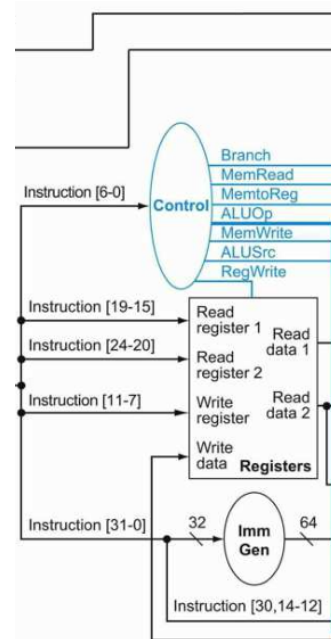 Branch
MemRead
Instruction [6-0]
Control
MemtoReg
ALUOp
MemWrite
ALUSrc
RegWrite
Instruction [19-15]
Read
register 1
Read
data 1
Instruction [24-20]
Read
register 2
Instruction [11-7]
Write
register
Read
data 2
Write
data
Registers
Instruction [31-0]
32
Imm
Gen
64
Instruction [30,14-12]